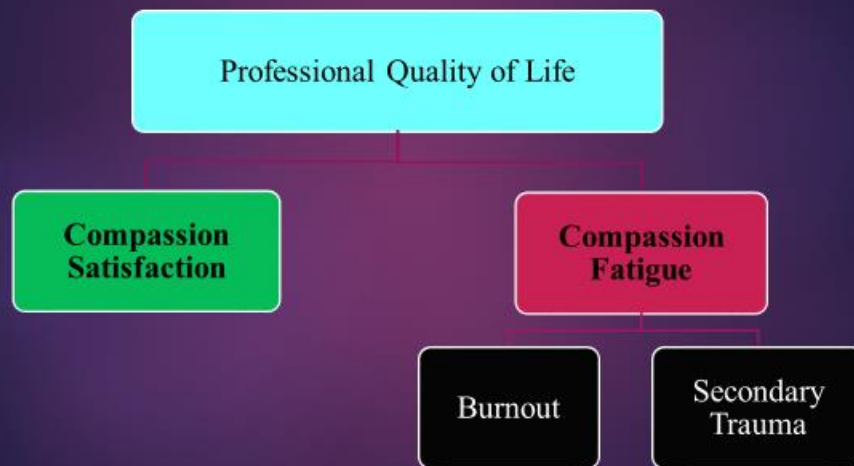 Professional Quality of Life
Compassion
Satisfaction
Compassion
Fatigue
Burnout
Secondary
Trauma